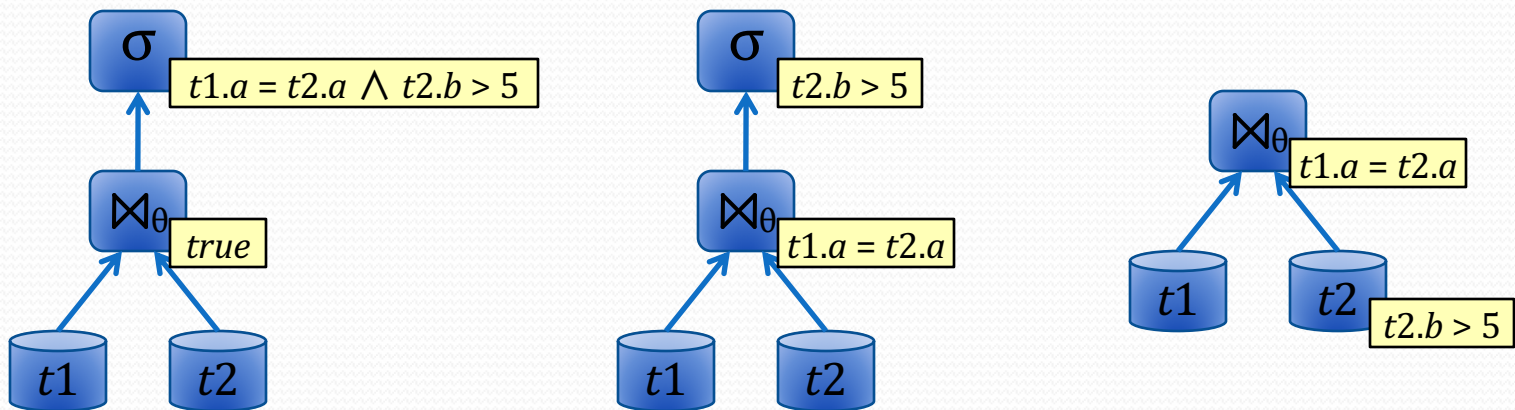 σ
t1.a = t2.a ∧ t2.b > 5
⋈θ
true
t1
t2
σ
t2.b > 5
⋈θ
t1.a = t2.a
t1
t2
⋈θ
t1.a = t2.a
t1
t2
t2.b > 5